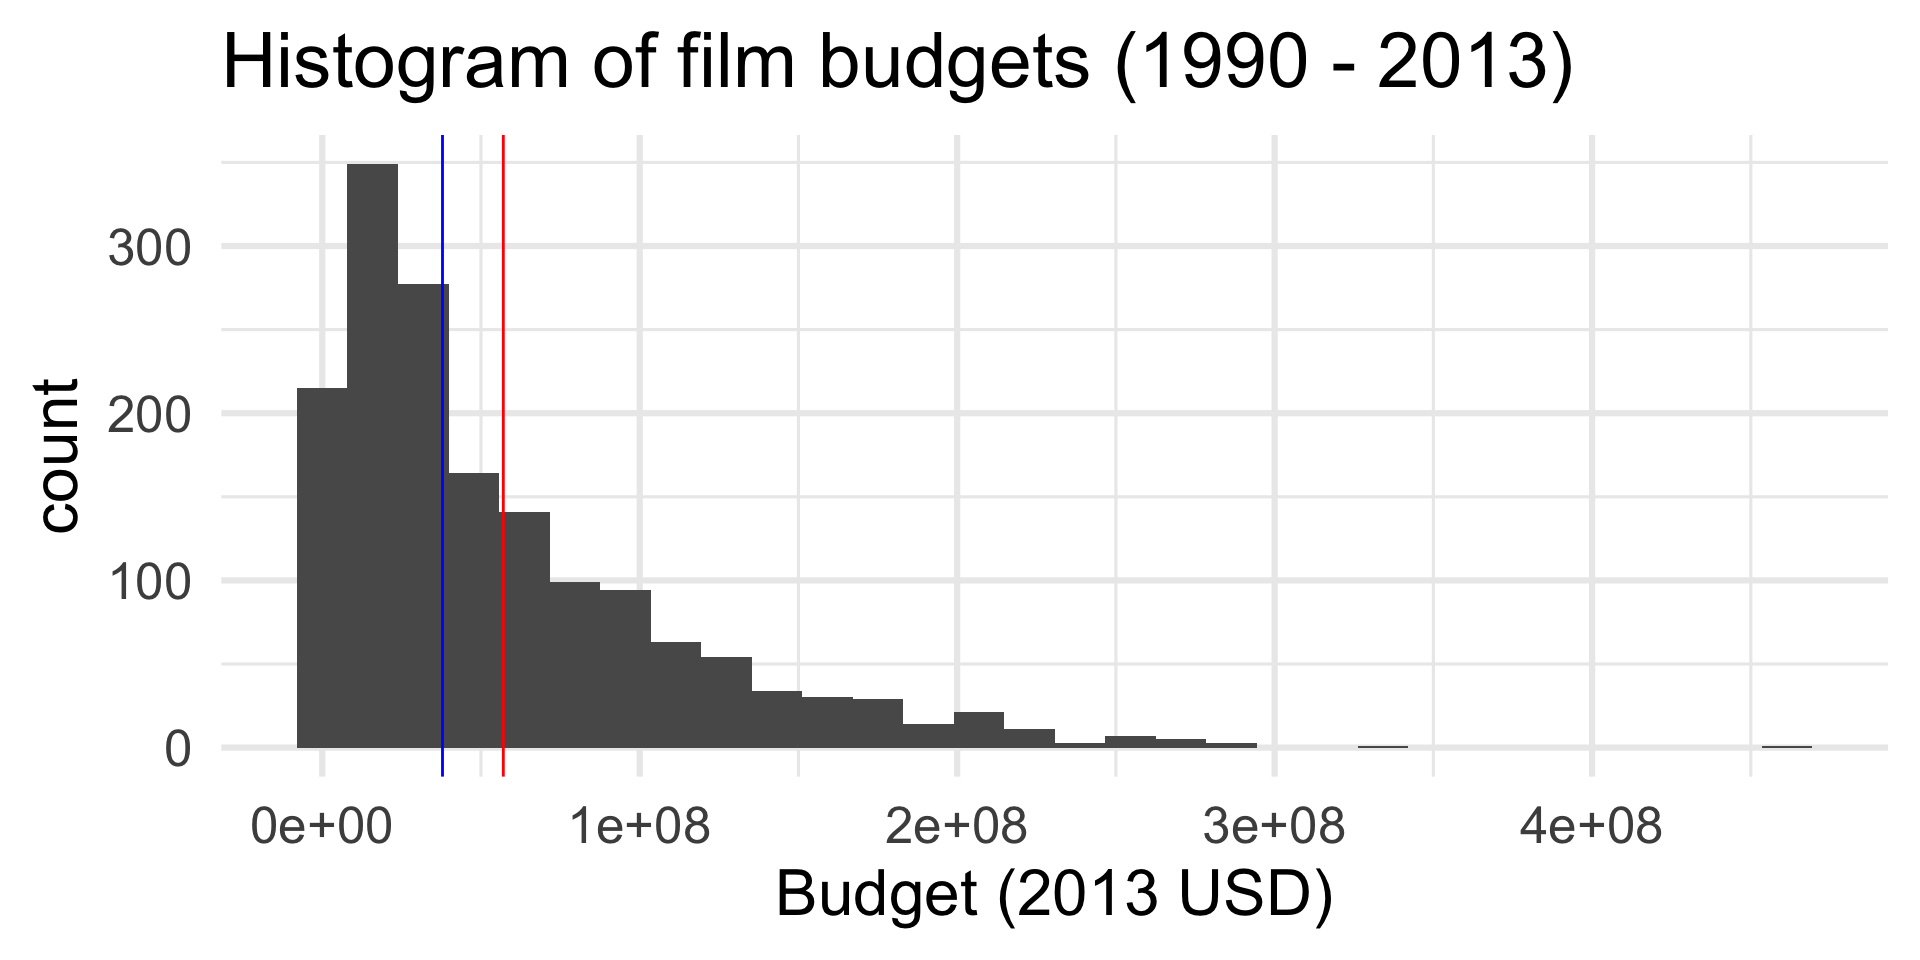 Histogram of film budgets (1990 - 2013)
count
300
200
100
0
0e+00 1e+08 2e+08 3e+08 4e+08
Budget (2013 USD)